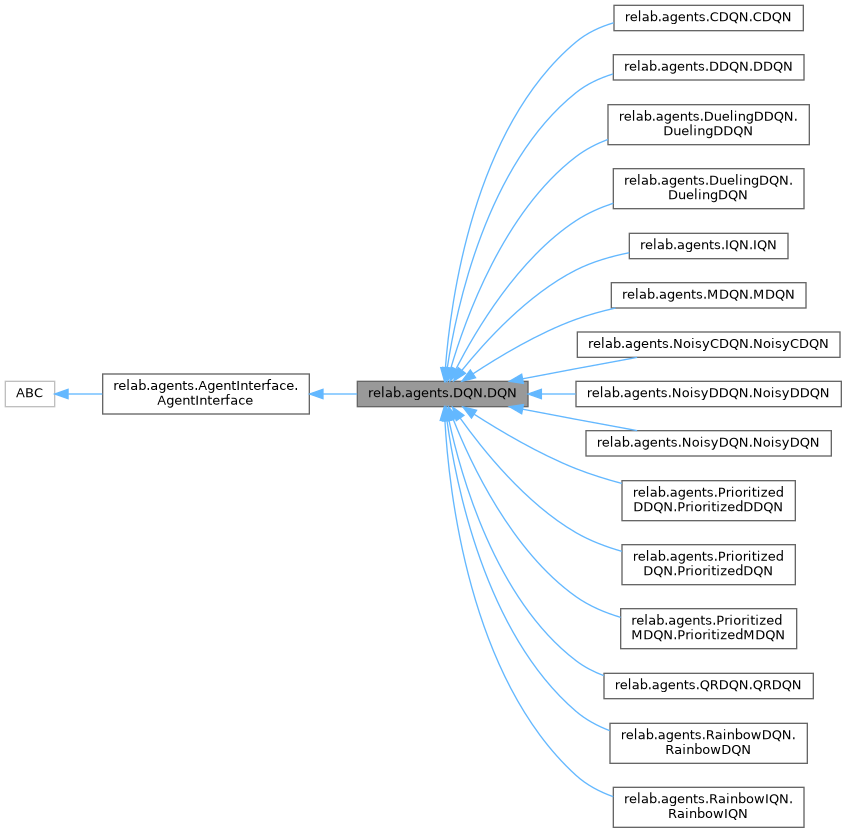 relab.agents.CDQN.CDQN
relab.agents.DDQN.DDQN
relab.agents.DuelingDDQN.
DuelingDDQN
relab.agents.DuelingDQN.
DuelingDQN
relab.agents.IQN.IQN
relab.agents.MDQN.MDQN
relab.agents.NoisyCDQN.NoisyCDQN
ABC
relab.agents.AgentInterface.
AgentInterface
relab.agents.DQN.DQN
relab.agents.NoisyDDQN.NoisyDDQN
relab.agents.NoisyDQN.NoisyDQN
relab.agents.Prioritized
DDQN.PrioritizedDDQN
relab.agents.Prioritized
DQN.PrioritizedDQN
relab.agents.Prioritized
MDQN.PrioritizedMDQN
relab.agents.QRDQN.QRDQN
relab.agents.RainbowDQN.
RainbowDQN
relab.agents.RainbowIQN.
RainbowIQN